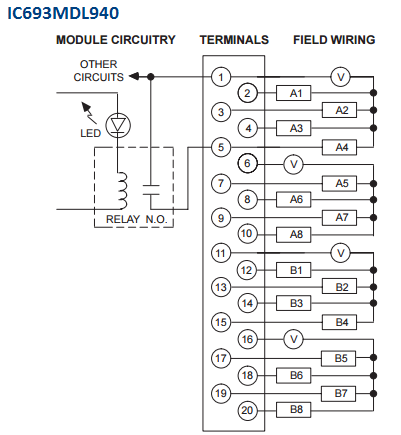 IC693MDL940
MODULE CIRCUITRY TERMINALS FIELD WIRING
OTHER
CIRCUITS
1 V
2 A1
3 A2
LED
4 A3
5 A4
6 V
7 A5
8 A6
RELAY N.O.
9 A7
10 A8
11 V
12 B1
13 B2
14 B3
15 B4
16 V
17 B5
18 B6
19 B7
20 B8